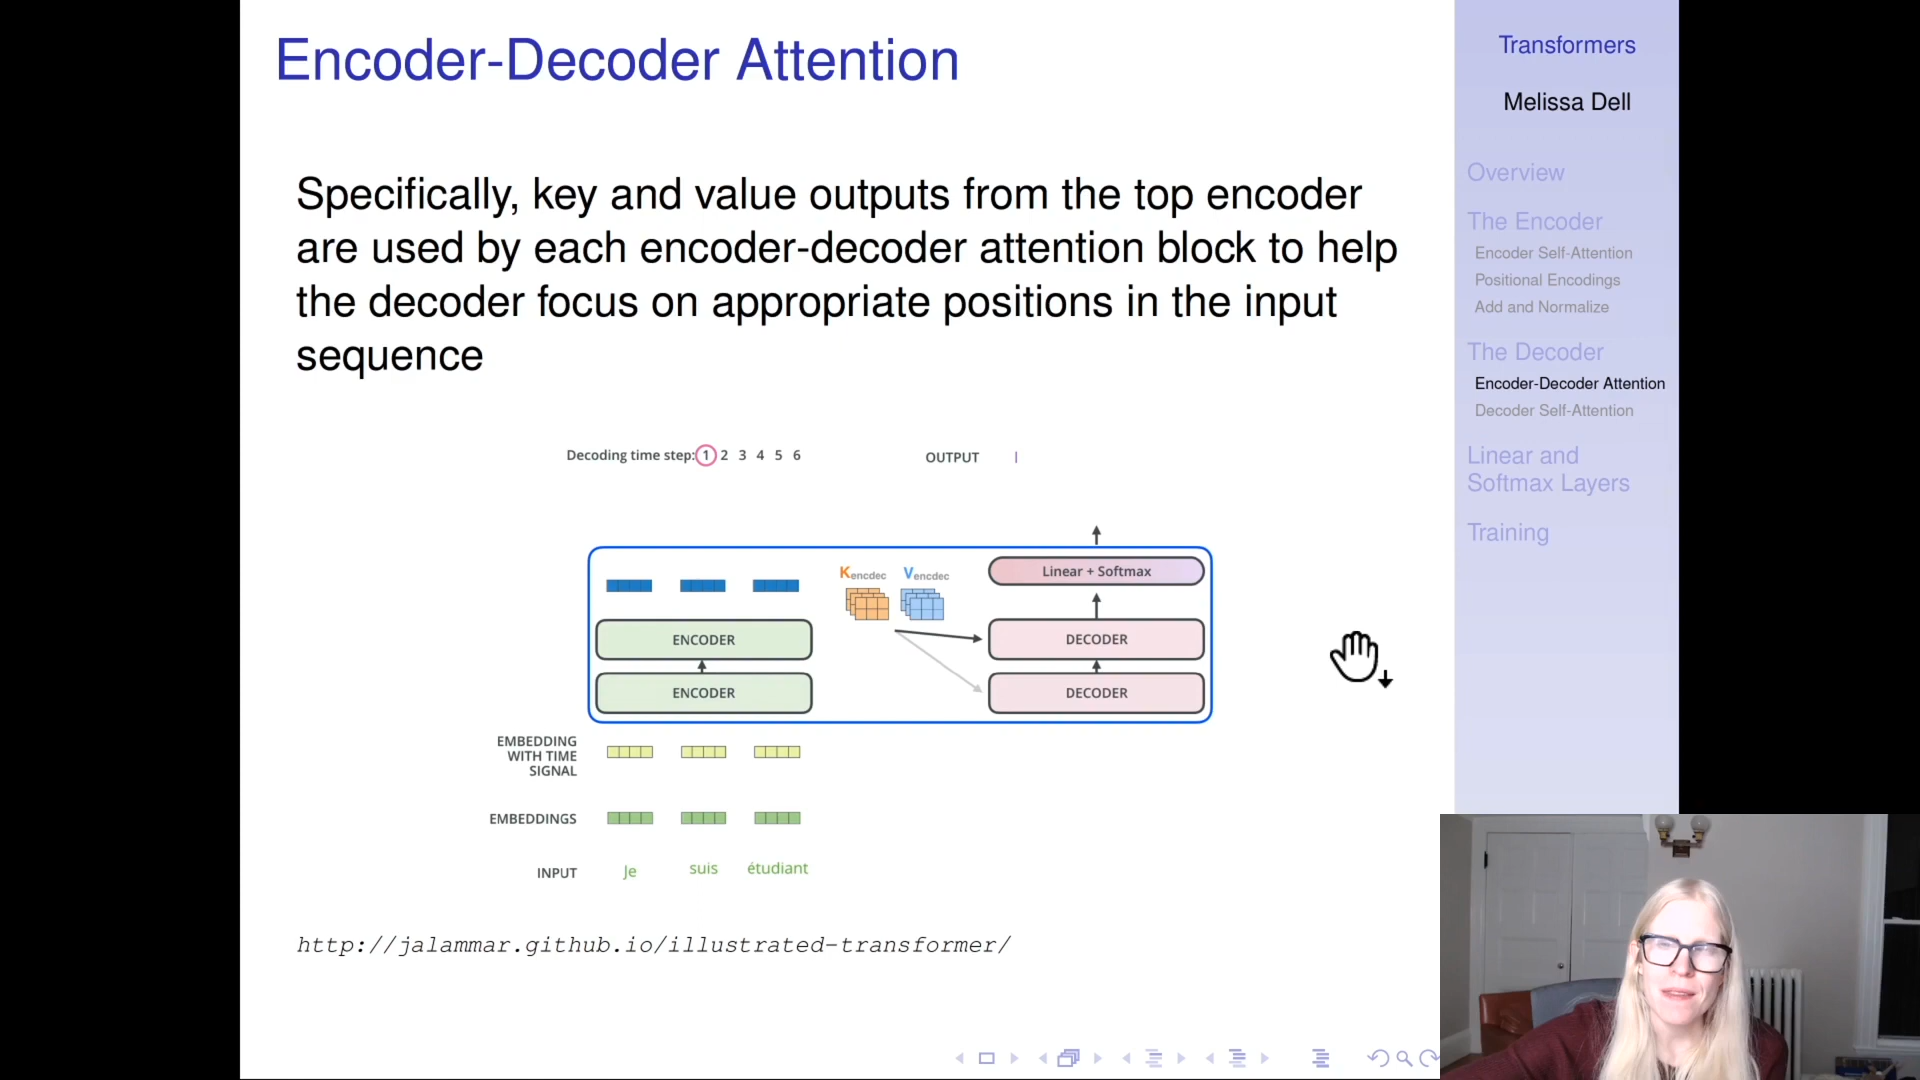 Encoder-Decoder Attention
Specifically, key and value outputs from the top encoder
are used by each encoder-decoder attention block to help
the decoder focus on appropriate positions in the input
sequence
Decoding time step: 1 2 3 4 5 6
OUTPUT I
Kencdec Vencdec
Linear + Softmax
ENCODER DECODER
ENCODER DECODER
EMBEDDING
WITH TIME
SIGNAL
EMBEDDINGS
INPUT Je suis étudiant
http://jalammar.github.io/illustrated-transformer/
Transformers
Melissa Dell
Overview
The Encoder
Encoder Self-Attention
Positional Encodings
Add and Normalize
The Decoder
Encoder-Decoder Attention
Decoder Self-Attention
Linear and
Softmax Layers
Training